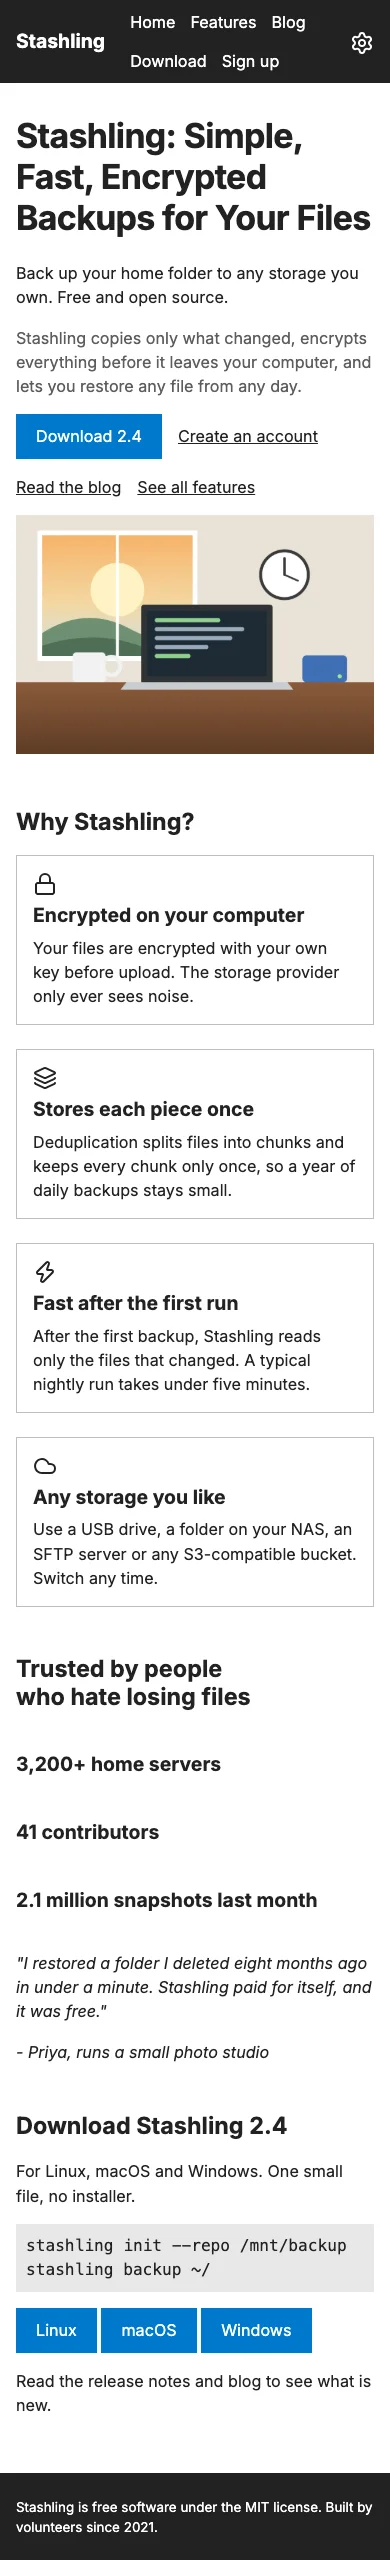 Stashling
Home Features Blog
Download Sign up
Stashling: Simple,
Fast, Encrypted
Backups for Your Files
Back up your home folder to any storage you
own. Free and open source.
Stashling copies only what changed, encrypts
everything before it leaves your computer, and
lets you restore any file from any day.
Download 2.4 Create an account
Read the blog See all features
Why Stashling?
Encrypted on your computer
Your files are encrypted with your own
key before upload. The storage provider
only ever sees noise.
Stores each piece once
Deduplication splits files into chunks and
keeps every chunk only once, so a year of
daily backups stays small.
Fast after the first run
After the first backup, Stashling reads
only the files that changed. A typical
nightly run takes under five minutes.
Any storage you like
Use a USB drive, a folder on your NAS, an
SFTP server or any S3-compatible bucket.
Switch any time.
Trusted by people
who hate losing files
3,200+ home servers
41 contributors
2.1 million snapshots last month
"I restored a folder I deleted eight months ago
in under a minute. Stashling paid for itself, and
it was free."
- Priya, runs a small photo studio
Download Stashling 2.4
For Linux, macOS and Windows. One small
file, no installer.
stashling init --repo /mnt/backup
stashling backup ~/
Linux macOS Windows
Read the release notes and blog to see what is
new.
Stashling is free software under the MIT license. Built by
volunteers since 2021.